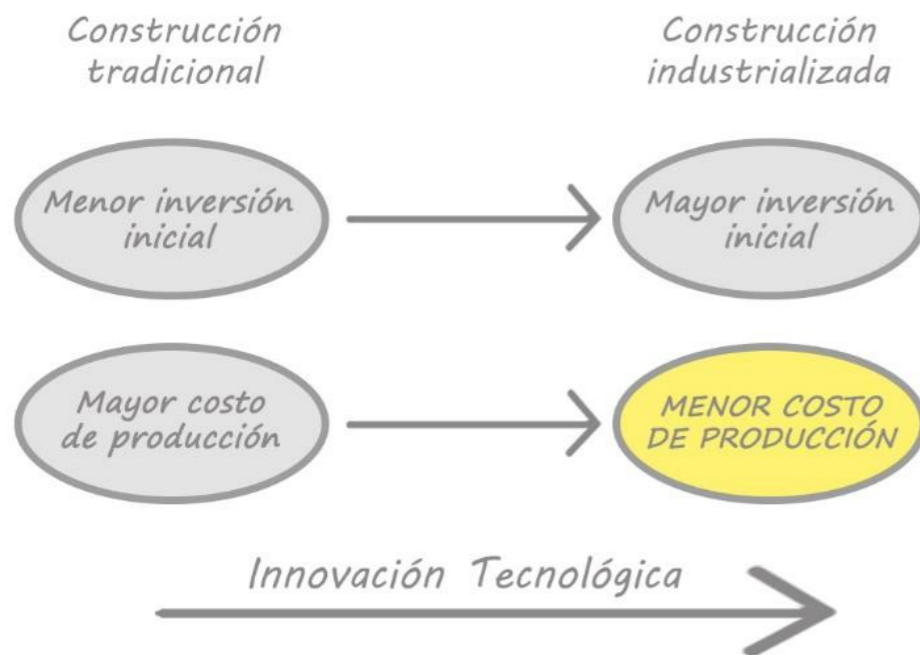 Construcción
tradicional
Construcción
industrializada
Menor inversión
inicial
Mayor inversión
inicial
Mayor costo
de producción
MENOR COSTO
DE PRODUCCIÓN
Innovación Tecnológica